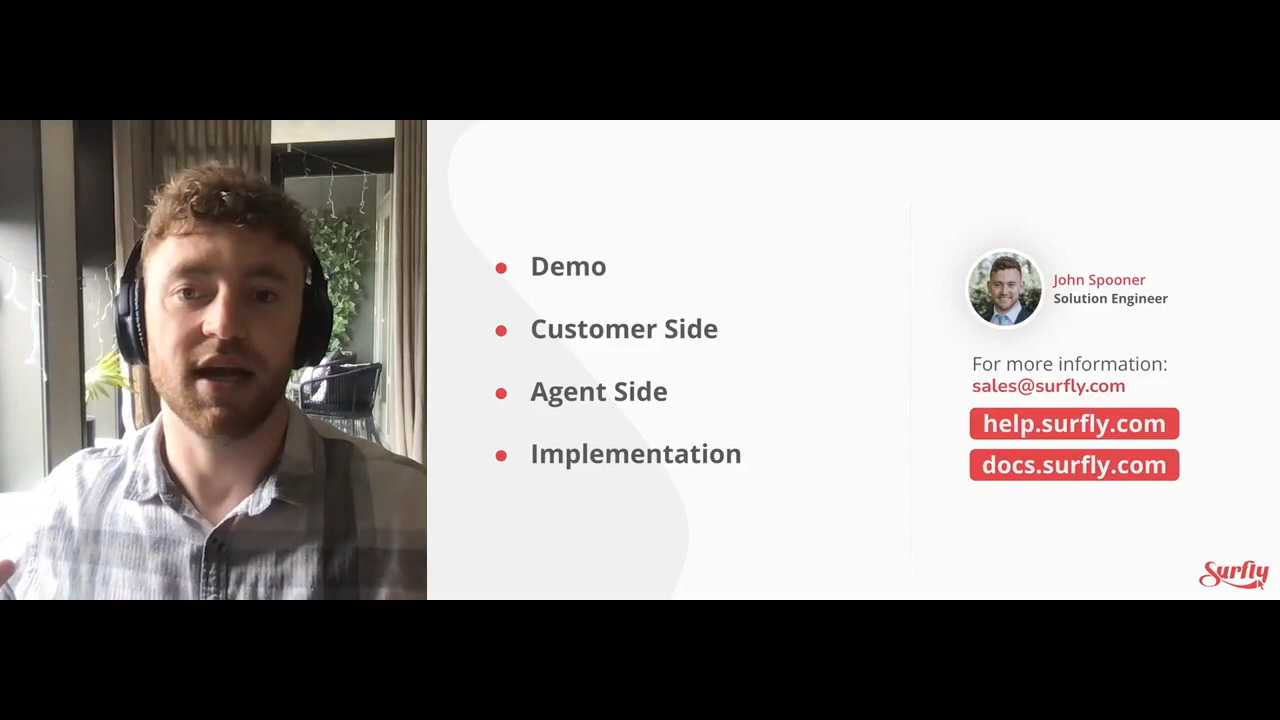 Demo
Customer Side
Agent Side
Implementation
John Spooner
Solution Engineer
For more information:
sales@surfly.com
help.surfly.com
docs.surfly.com
Surfly